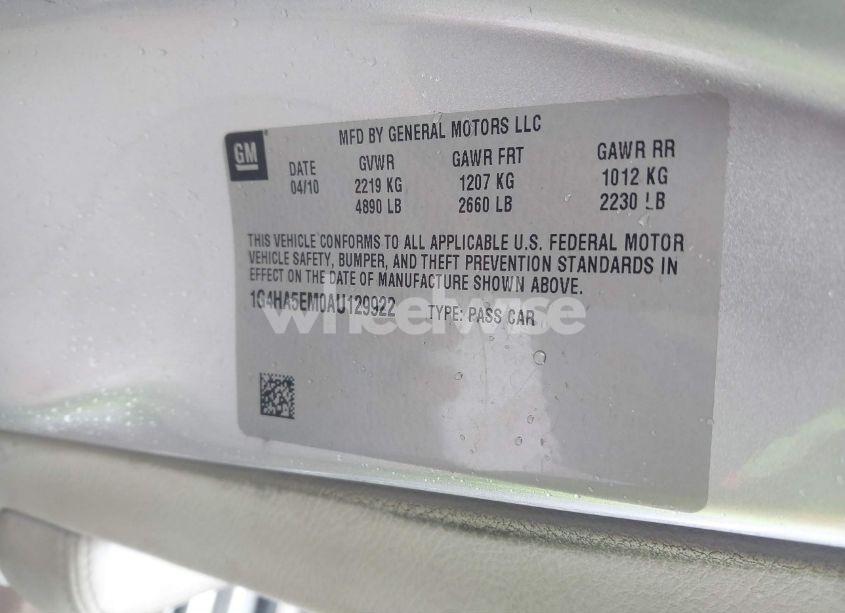 GM
MFD BY GENERAL MOTORS LLC
DATE GVWR GAWR FRT GAWR RR
04/10 2219 KG 1207 KG 1012 KG
4890 LB 2660 LB 2230 LB
THIS VEHICLE CONFORMS TO ALL APPLICABLE U.S. FEDERAL MOTOR
VEHICLE SAFETY, BUMPER, AND THEFT PREVENTION STANDARDS IN
EFFECT ON THE DATE OF MANUFACTURE SHOWN ABOVE.
1G4HA5EM0AU129922 TYPE: PASS CAR
wheelwise